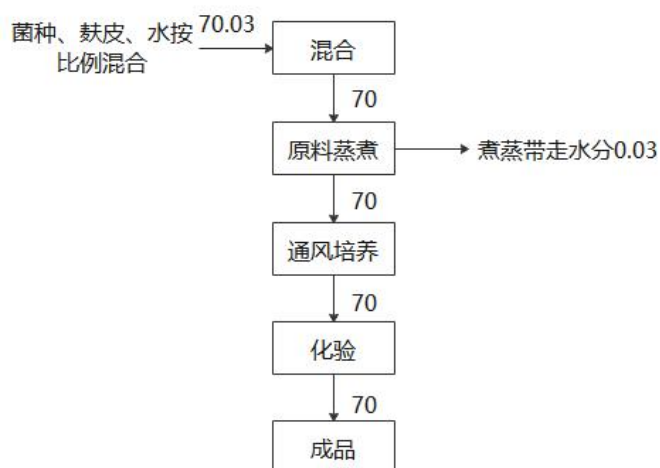 菌种、麸皮、水按
比例混合
70.03
混合
70
原料蒸煮
煮蒸带走水分0.03
70
通风培养
70
化验
70
成品